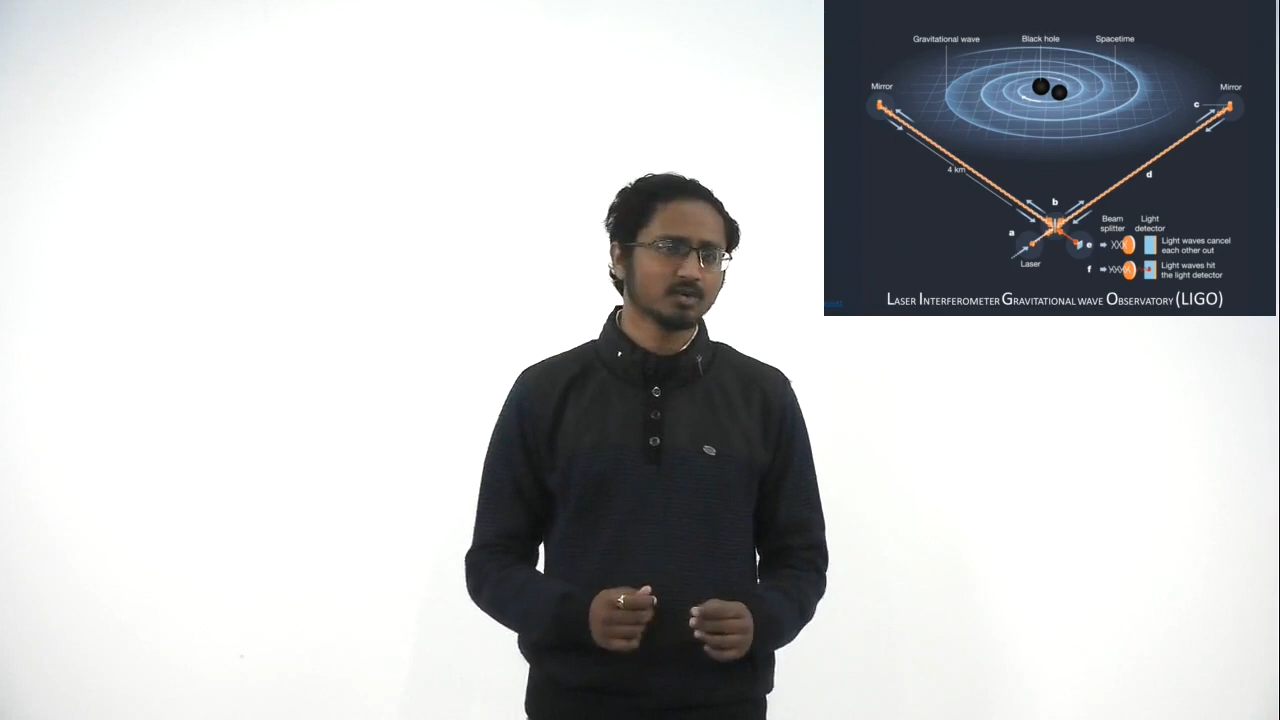 Gravitational wave
Black hole
Spacetime
Mirror
Mirror
c
4 km
d
b
a
Beam
splitter
Light
detector
e
Light waves cancel
each other out
Laser
f
Light waves hit
the light detector
LASER INTERFEROMETER GRAVITATIONAL WAVE OBSERVATORY (LIGO)